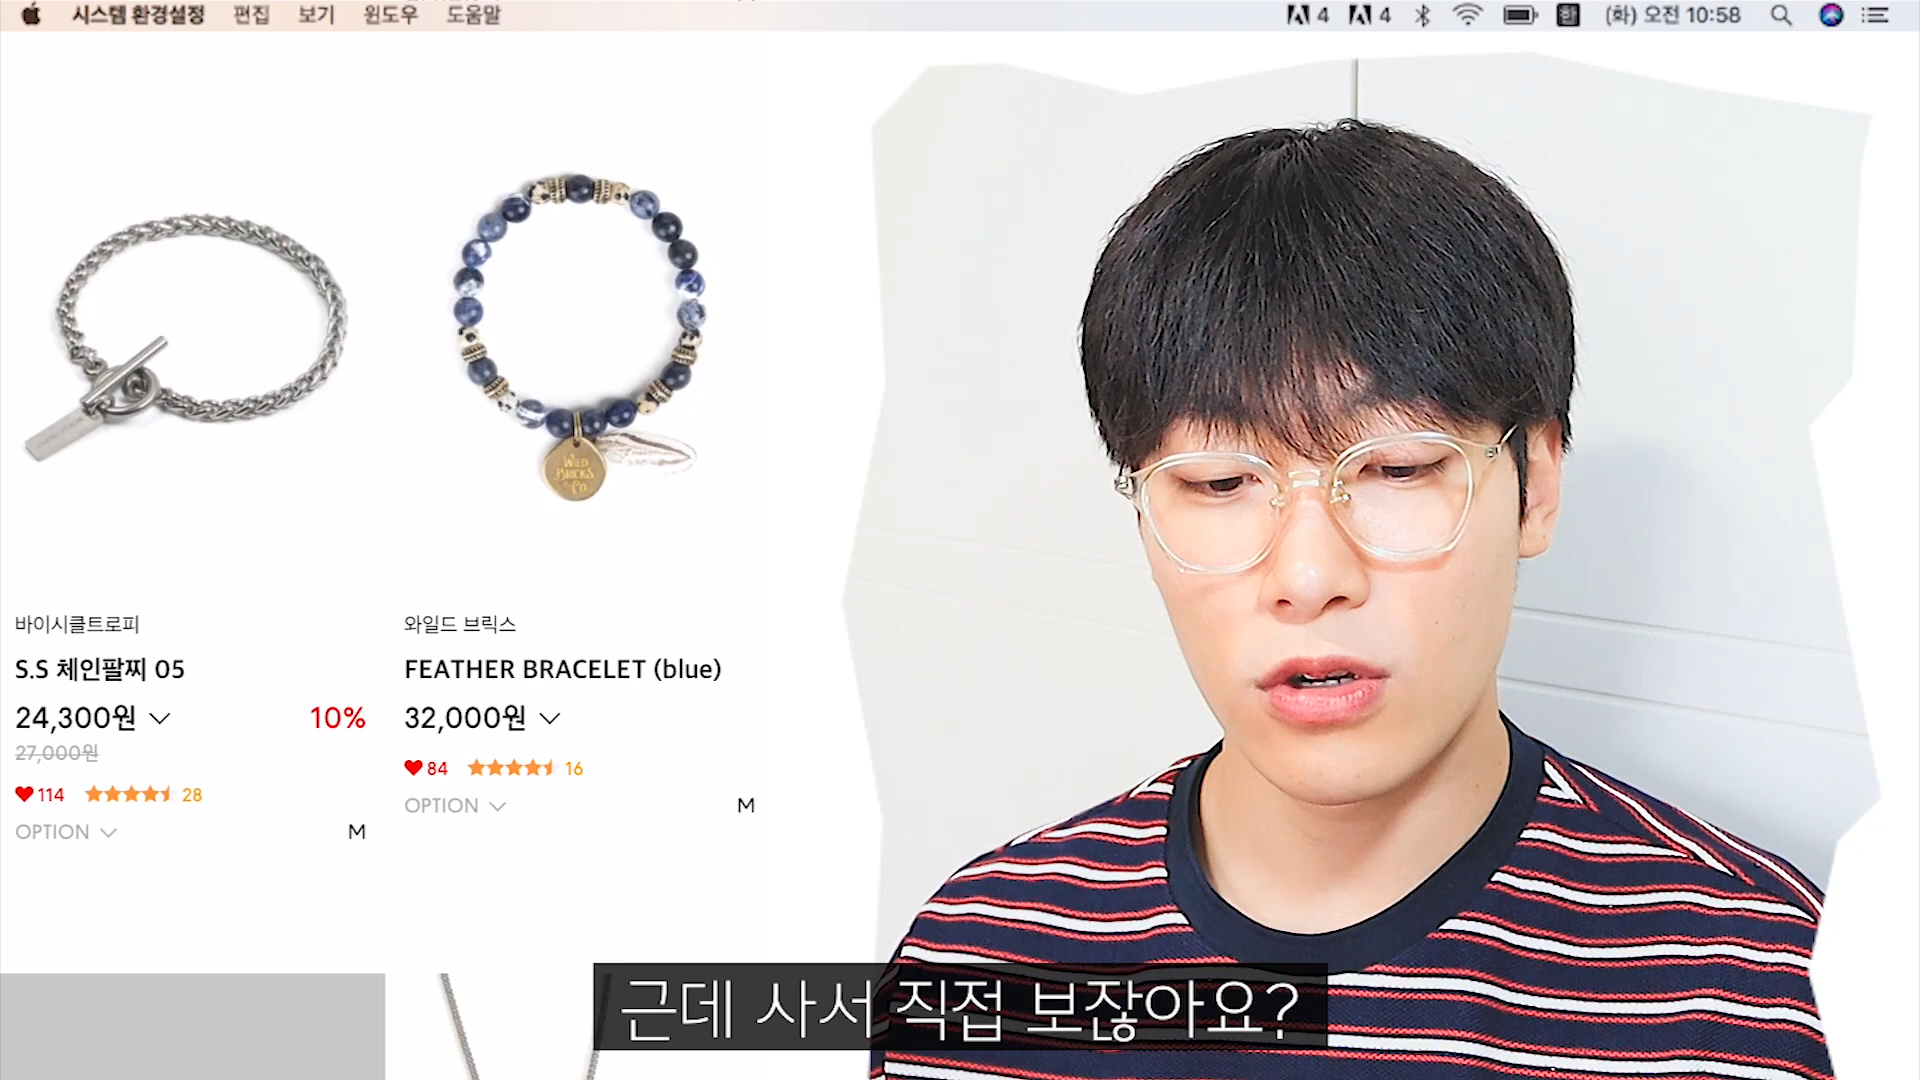 시스템 환경설정 편집 보기 윈도우 도움말 4 4 한 (화) 오전 10:58
WILD
BRICKS
& Co.
바이시클트로피
S.S 체인팔찌 05
24,300원 10%
27,000원
114 28
OPTION M
와일드 브릭스
FEATHER BRACELET (blue)
32,000원
84 16
OPTION M
근데 사서 직접 보잖아요?